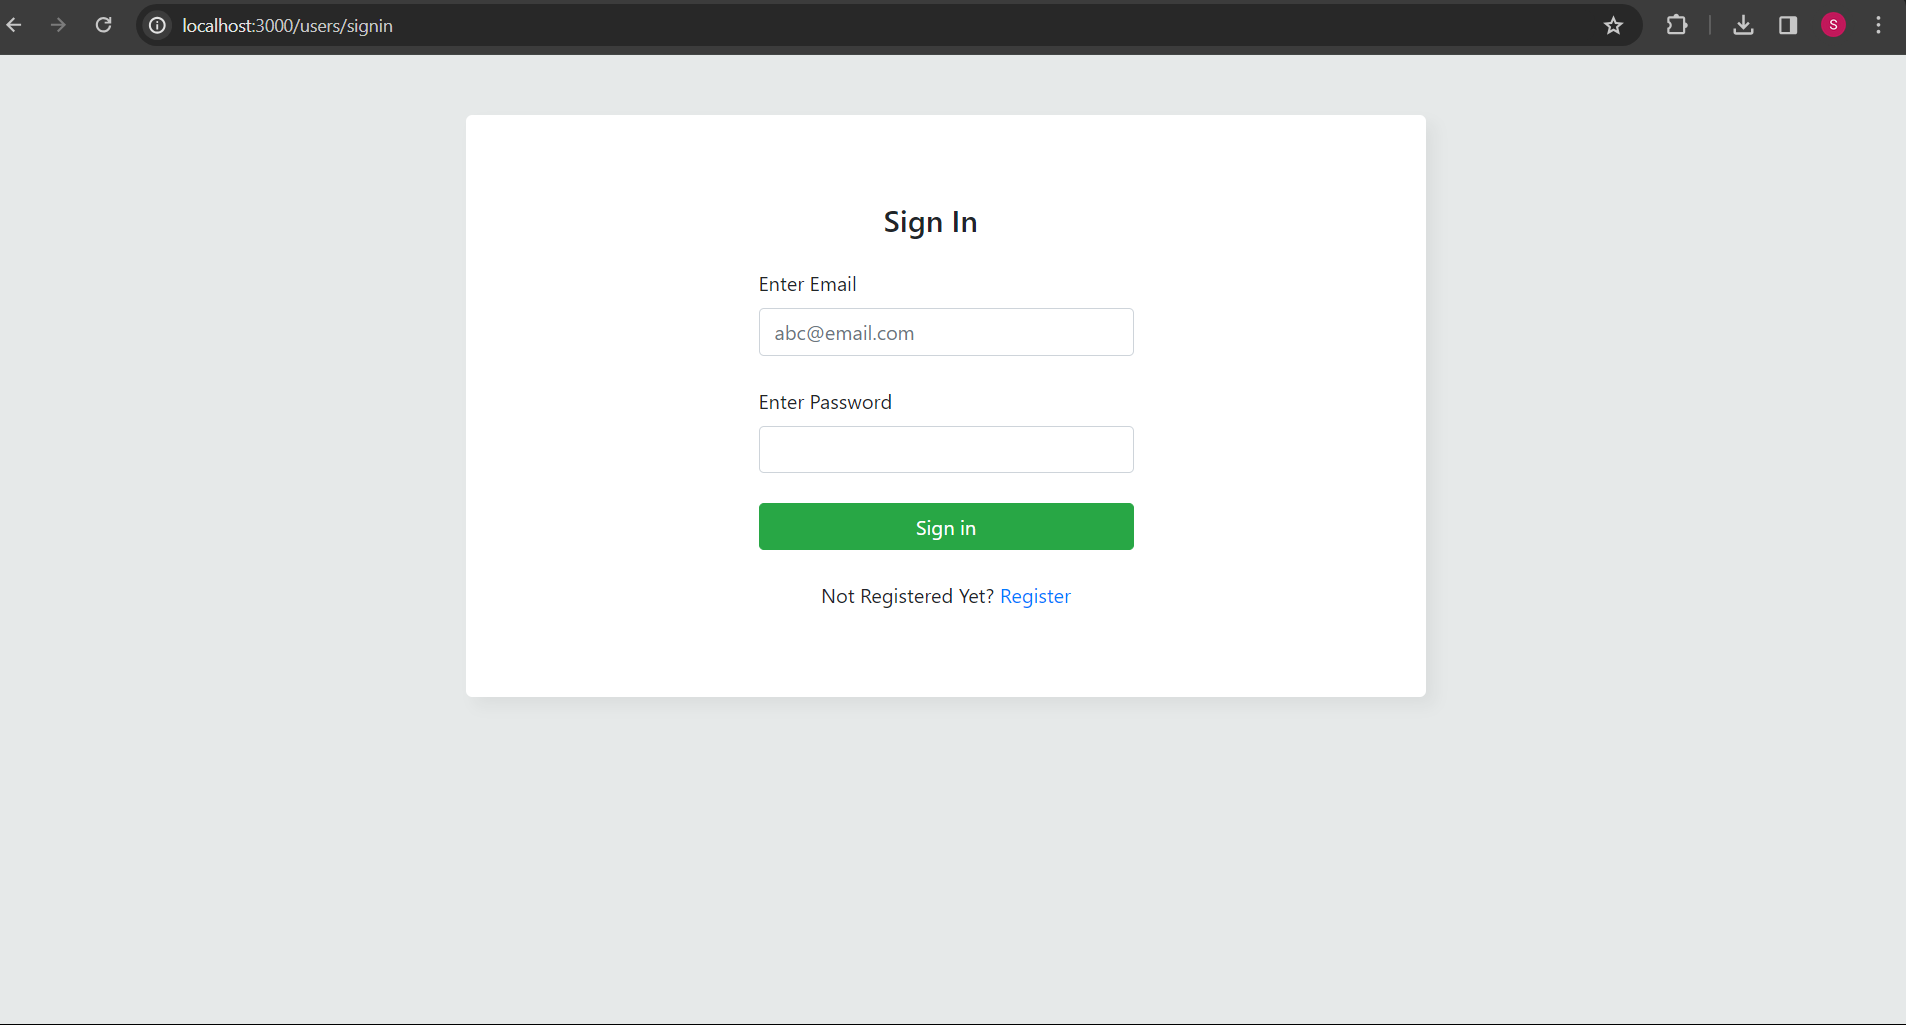 localhost:3000/users/signin
S
Sign In
Enter Email
abc@email.com
Enter Password
Sign in
Not Registered Yet? Register